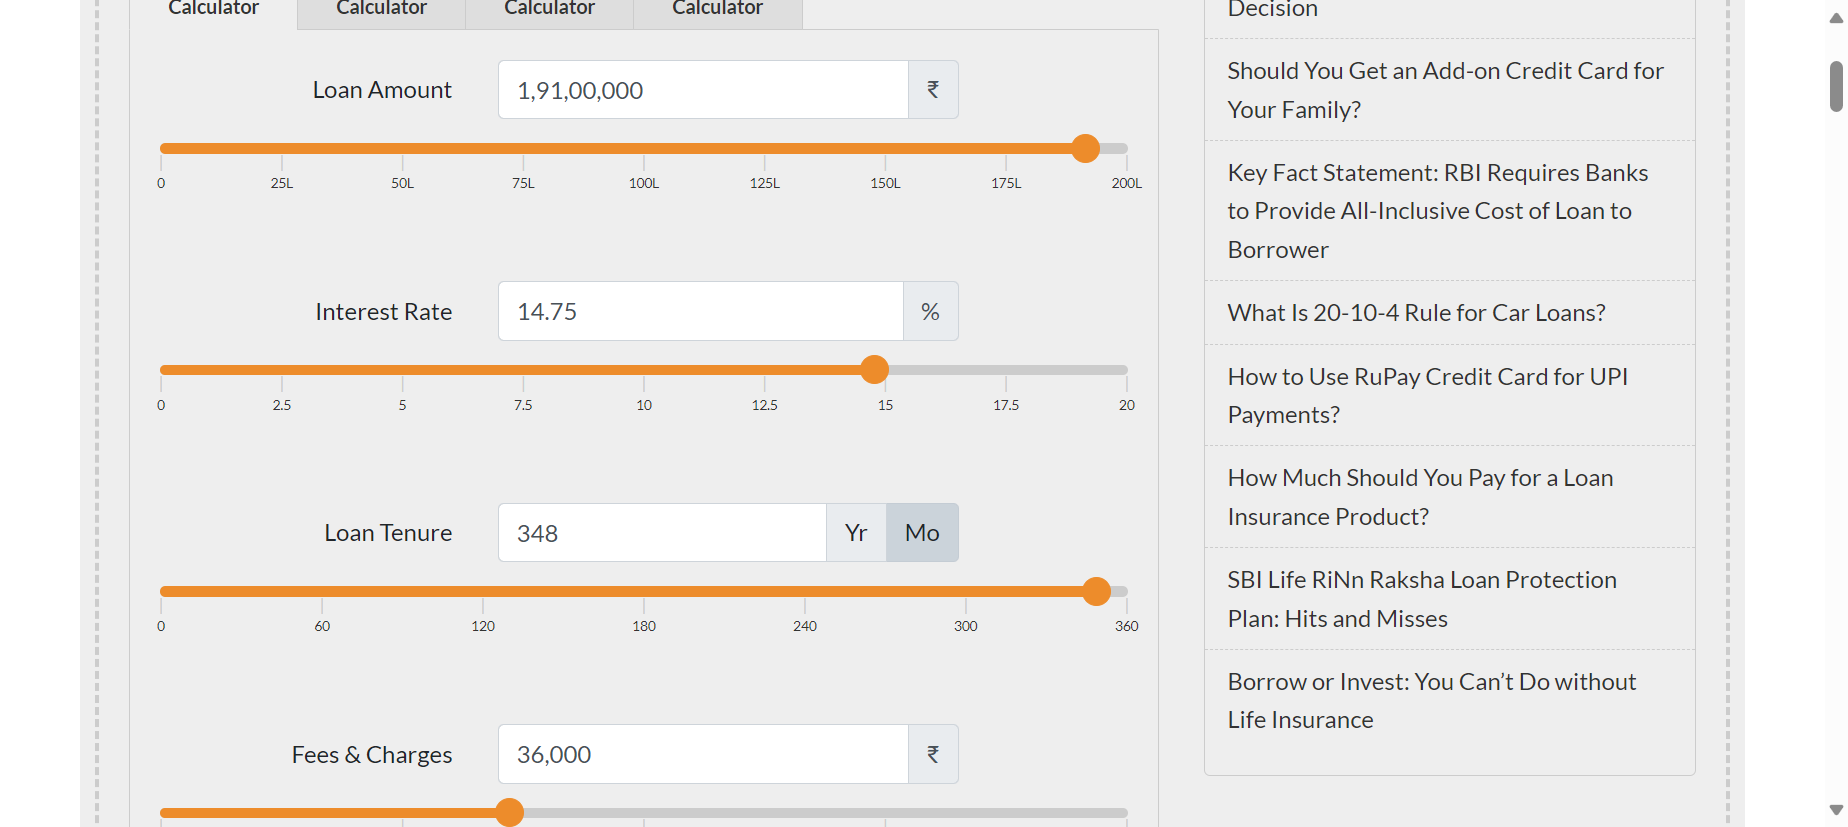 Calculator
Calculator
Calculator
Calculator
Loan Amount
1,91,00,000
₹
0
25L
50L
75L
100L
125L
150L
175L
200L
Interest Rate
14.75
%
0
2.5
5
7.5
10
12.5
15
17.5
20
Loan Tenure
348
Yr
Mo
0
60
120
180
240
300
360
Fees & Charges
36,000
₹
Decision
Should You Get an Add-on Credit Card for
Your Family?
Key Fact Statement: RBI Requires Banks
to Provide All-Inclusive Cost of Loan to
Borrower
What Is 20-10-4 Rule for Car Loans?
How to Use RuPay Credit Card for UPI
Payments?
How Much Should You Pay for a Loan
Insurance Product?
SBI Life RiNn Raksha Loan Protection
Plan: Hits and Misses
Borrow or Invest: You Can’t Do without
Life Insurance